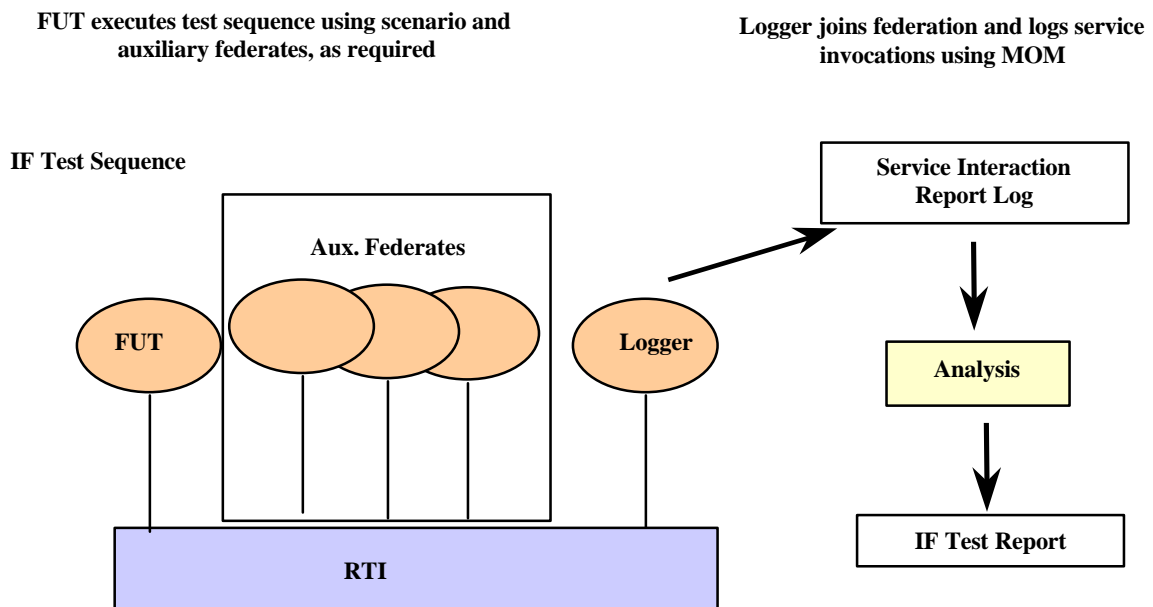 FUT executes test sequence using scenario and
auxiliary federates, as required
Logger joins federation and logs service
invocations using MOM
IF Test Sequence
Service Interaction
Report Log
Aux. Federates
FUT
Logger
Analysis
IF Test Report
RTI